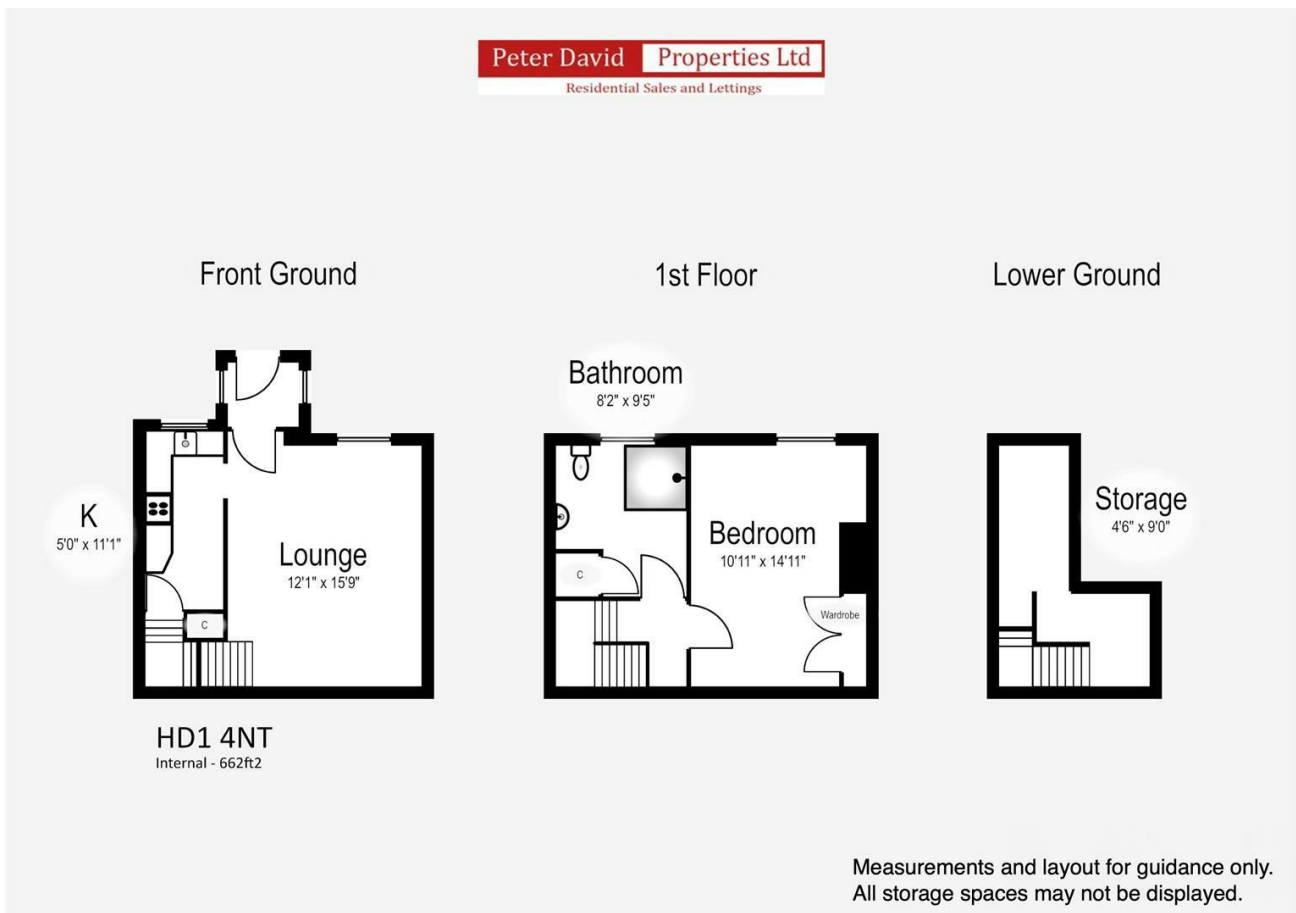 Peter David Properties Ltd
Residential Sales and Lettings
Front Ground
1st Floor
Lower Ground
Bathroom
8'2" x 9'5"
K
5'0" x 11'1"
Lounge
12'1" x 15'9"
C
C
Bedroom
10'11" x 14'11"
Wardrobe
Storage
4'6" x 9'0"
HD1 4NT
Internal - 662ft2
Measurements and layout for guidance only.
All storage spaces may not be displayed.